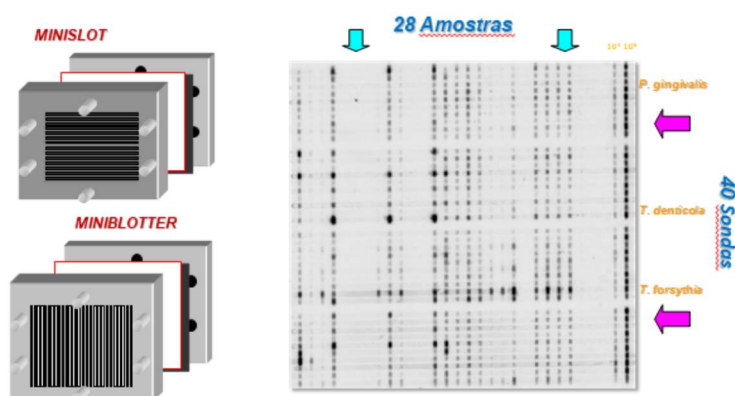 28 Amostras
MINISLOT
10⁵ 10⁶
P. gingivalis
40 Sondas
T. denticola
MINIBLOTTER
T. forsythia